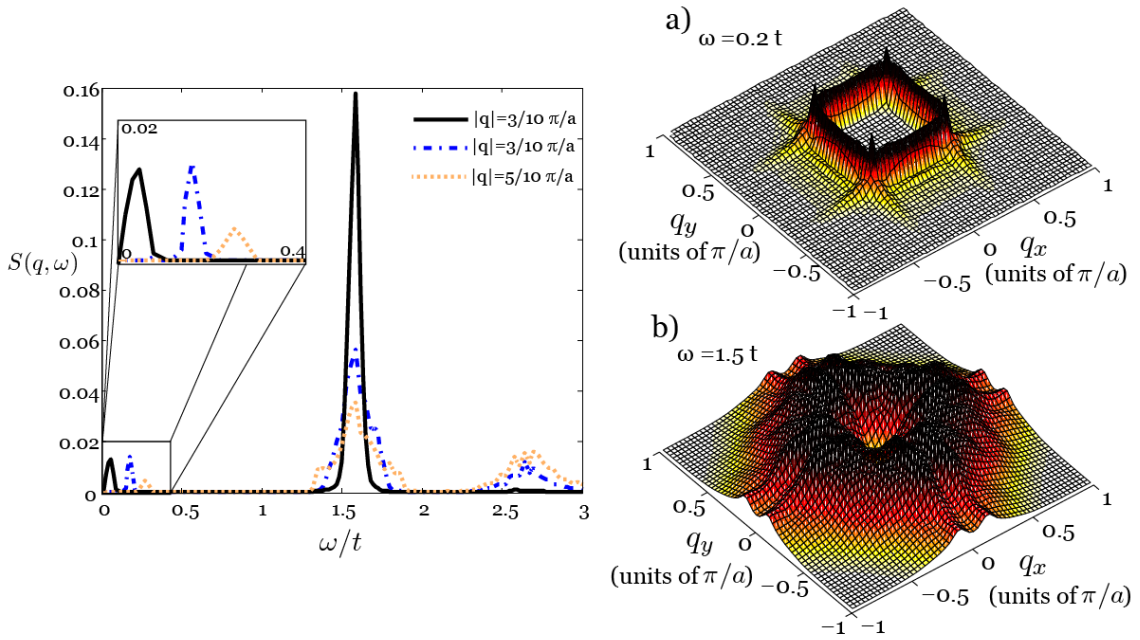 0.16
0.14
0.12
0.1
0.08
0.06
0.04
0.02
0
S(q, ω)
0.02
0
0.4
|q|=3/10 π/a
|q|=3/10 π/a
|q|=5/10 π/a
0
0.5
1
1.5
2
2.5
3
ω/t
a)
ω =0.2 t
1
0.5
0
−0.5
−1
q_y
(units of π/a)
−1
−0.5
0
0.5
1
q_x
(units of π/a)
b)
ω =1.5 t
1
0.5
0
−0.5
−1
q_y
(units of π/a)
−1
−0.5
0
0.5
1
q_x
(units of π/a)